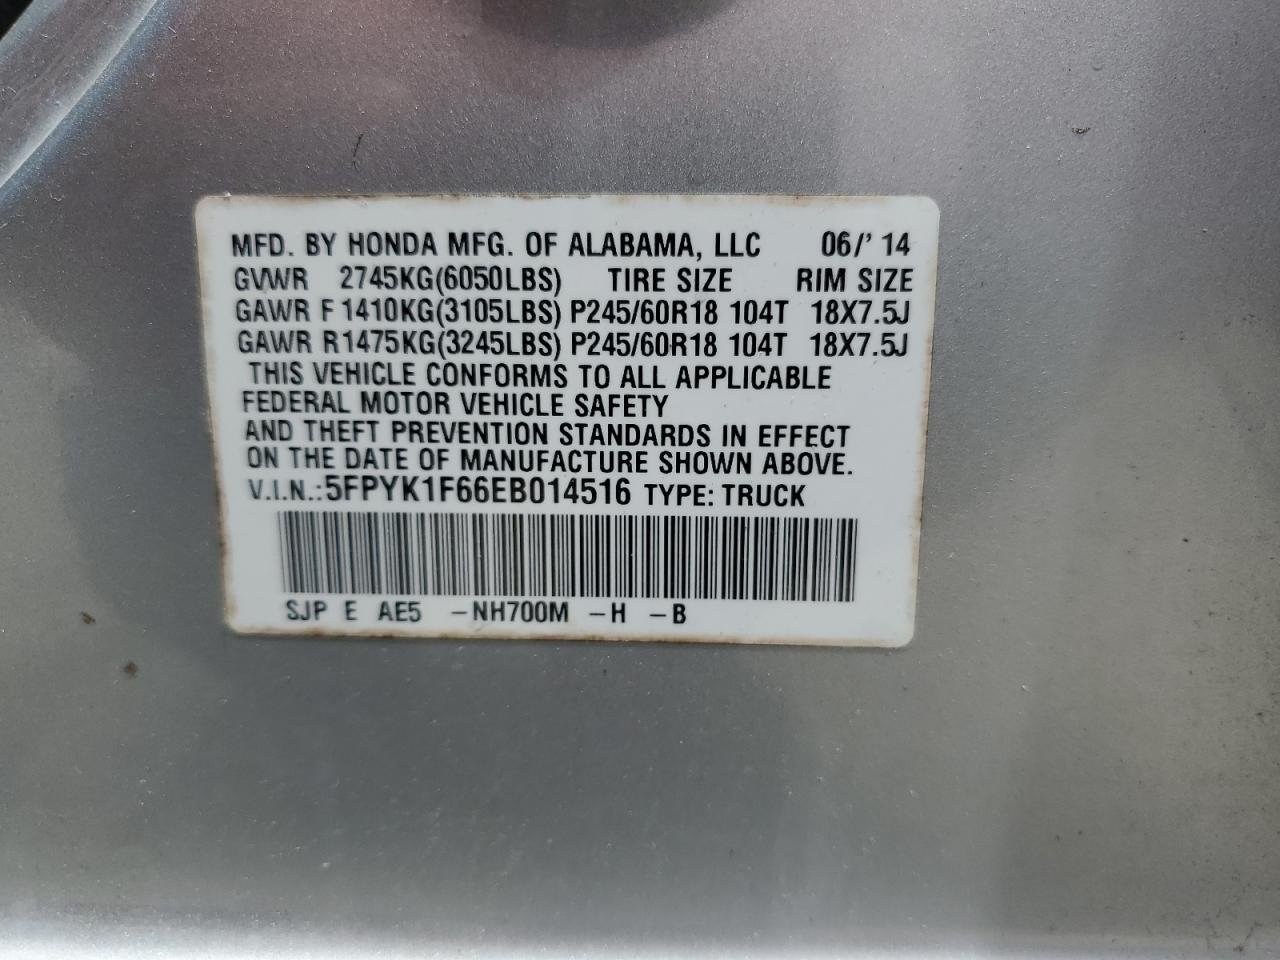 MFD. BY HONDA MFG. OF ALABAMA, LLC 06/'14
GVWR 2745KG(6050LBS) TIRE SIZE RIM SIZE
GAWR F 1410KG(3105LBS) P245/60R18 104T 18X7.5J
GAWR R1475KG(3245LBS) P245/60R18 104T 18X7.5J
THIS VEHICLE CONFORMS TO ALL APPLICABLE
FEDERAL MOTOR VEHICLE SAFETY
AND THEFT PREVENTION STANDARDS IN EFFECT
ON THE DATE OF MANUFACTURE SHOWN ABOVE.
V.I.N.:5FPYK1F66EB014516 TYPE: TRUCK
SJP E AE5 -NH700M -H -B